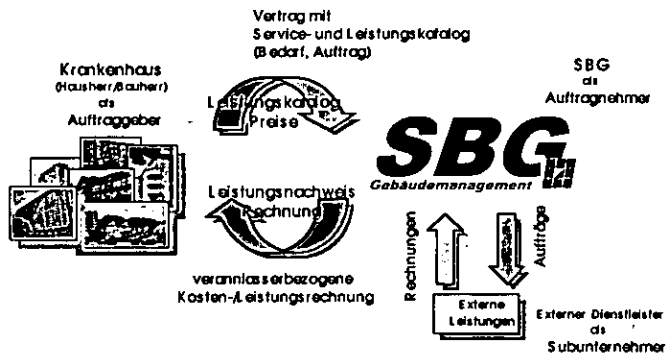 Vertrag mit
Service- und Leistungskatalog
(Bedarf, Auftrag)
Krankenhaus
(Hausherr/Bauherr)
als
Auftraggeber
SBG
als
Auftragnehmer
Leistungskatalog
Preise
SBG
Gebäudemanagement
Leistungsnachweis
Rechnung
verannlasserbezogene
Kosten-/Leistungsrechnung
Rechnungen
Aufträge
Externe
Leistungen
Externer Dienstleister
als
Subunternehmer